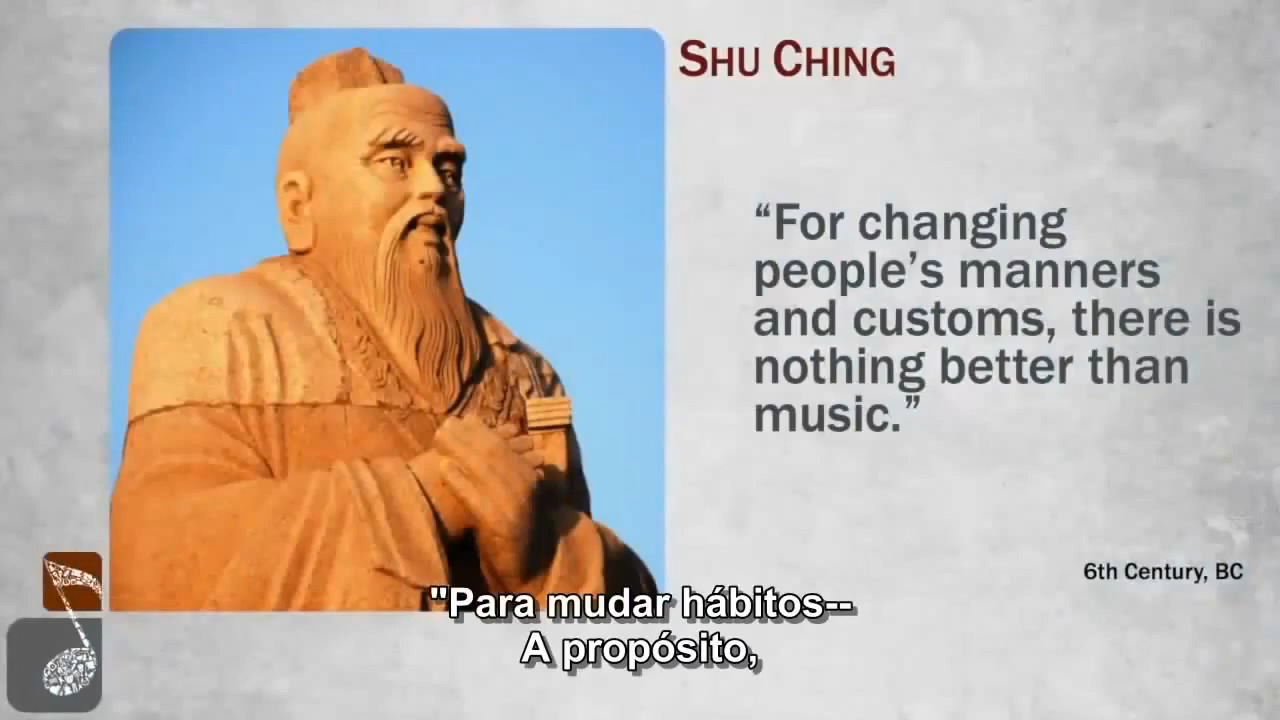 SHU CHING
“For changing
people’s manners
and customs, there is
nothing better than
music.”
6th Century, BC
"Para mudar hábitos--
A propósito,